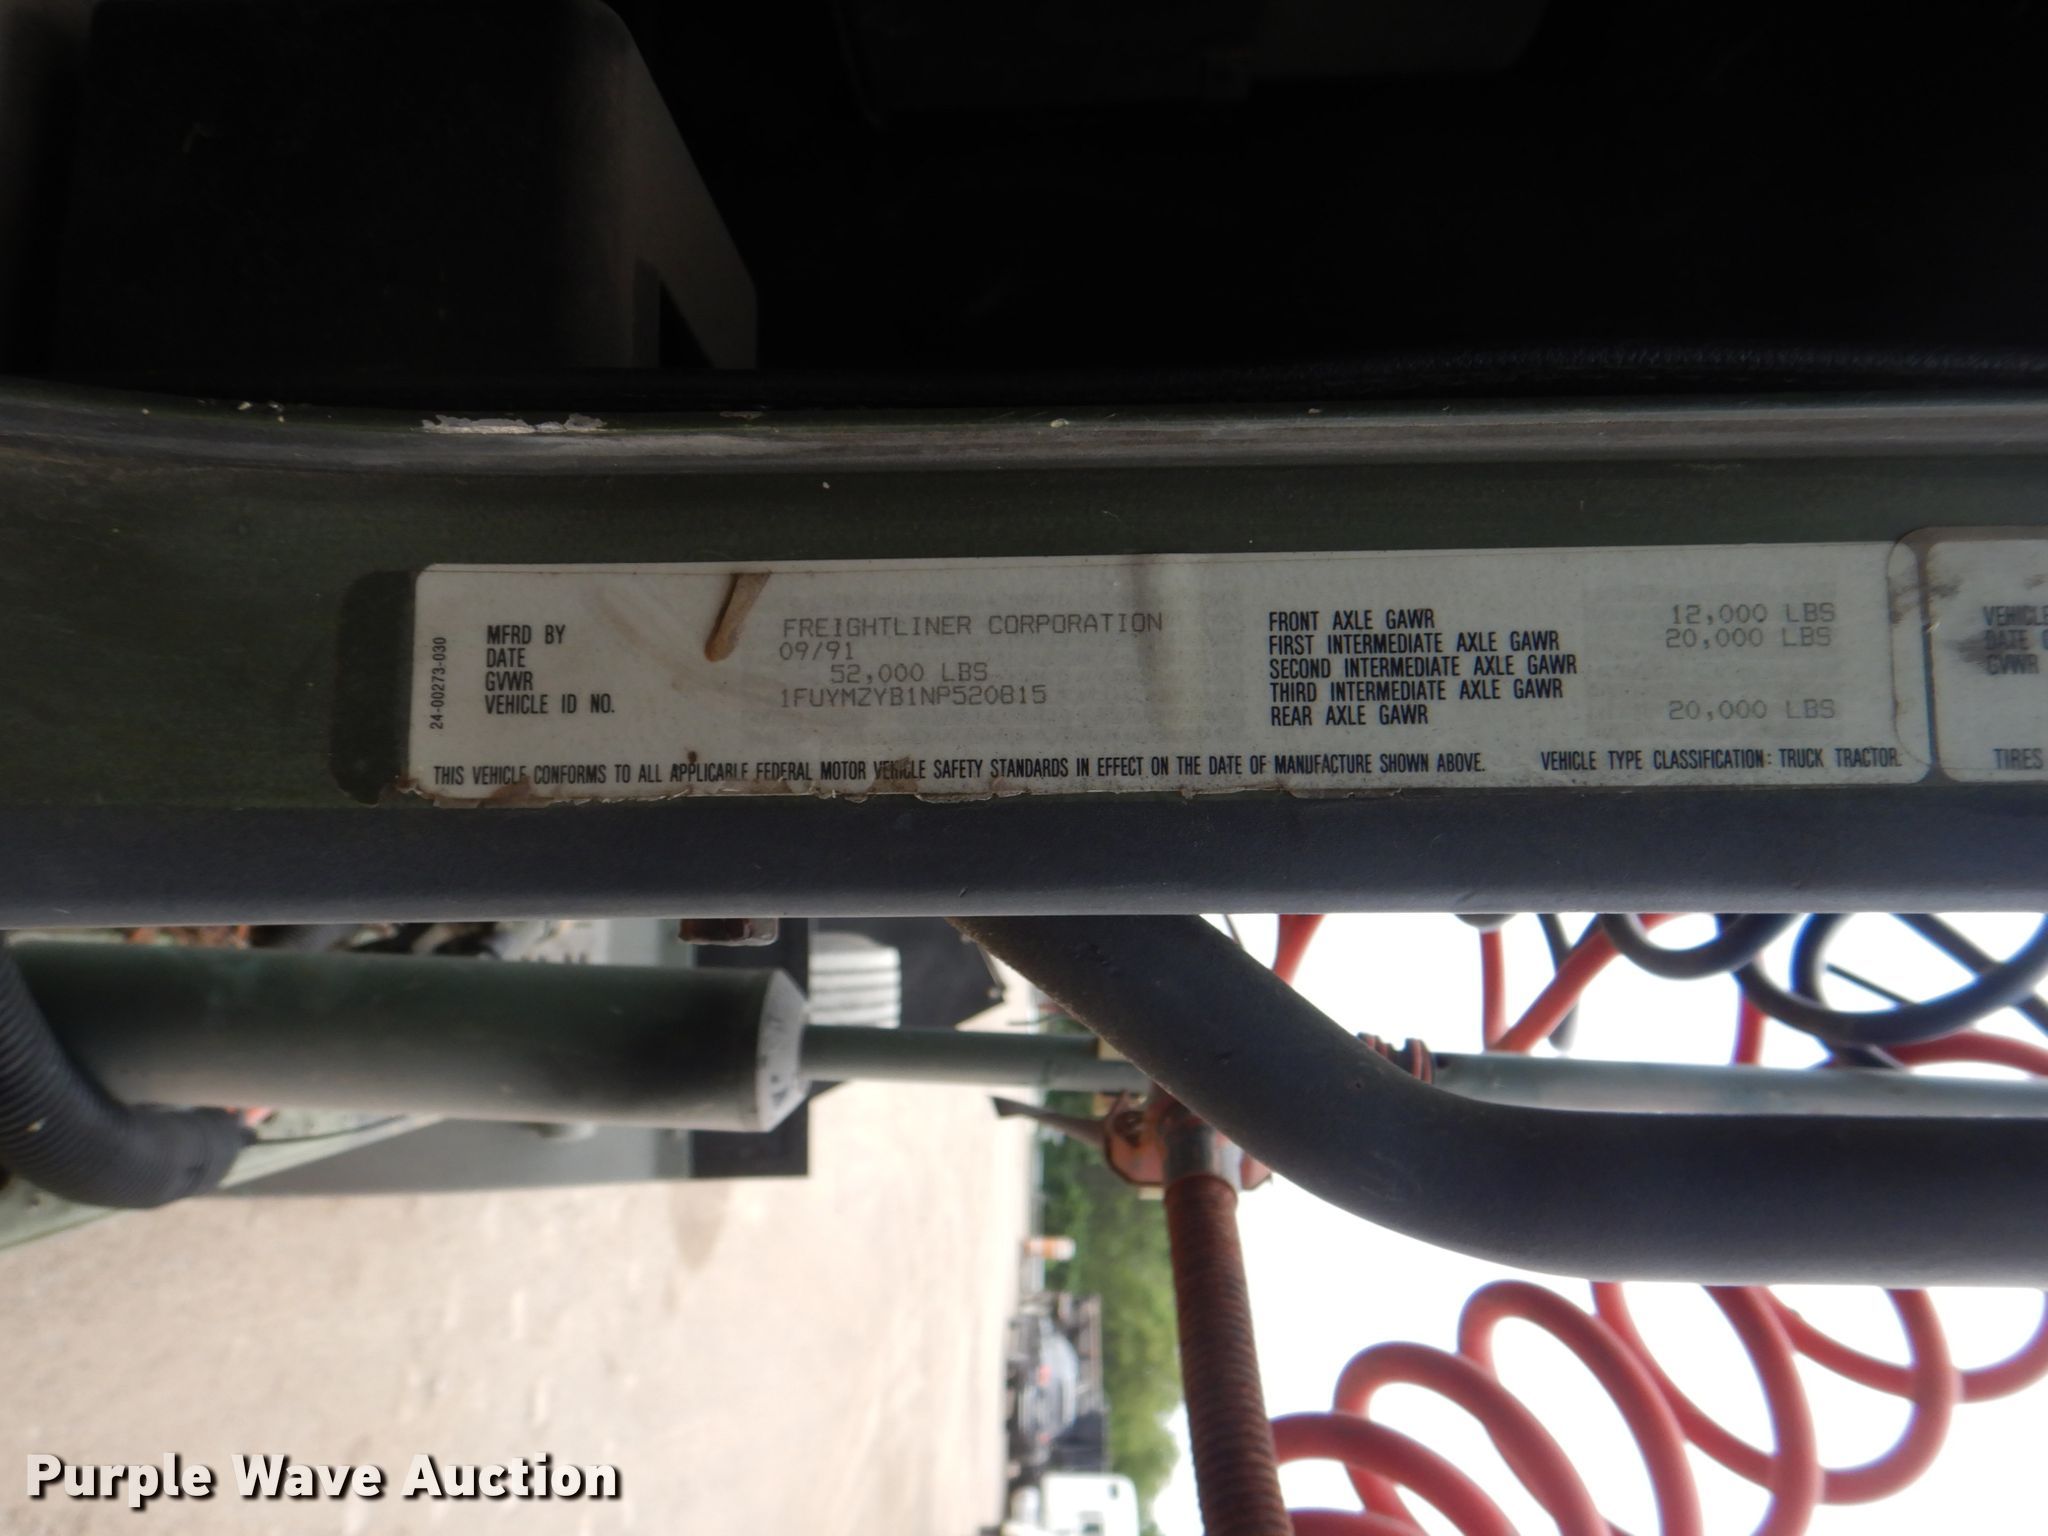 24-00273-030
MFRD BY FREIGHTLINER CORPORATION
DATE 09/91
GVWR 52,000 LBS
VEHICLE ID NO. 1FUYMZYB1NP520815
FRONT AXLE GAWR 12,000 LBS
FIRST INTERMEDIATE AXLE GAWR 20,000 LBS
SECOND INTERMEDIATE AXLE GAWR
THIRD INTERMEDIATE AXLE GAWR
REAR AXLE GAWR 20,000 LBS
THIS VEHICLE CONFORMS TO ALL APPLICABLE FEDERAL MOTOR VEHICLE SAFETY STANDARDS IN EFFECT ON THE DATE OF MANUFACTURE SHOWN ABOVE. VEHICLE TYPE CLASSIFICATION: TRUCK TRACTOR.
VEHICLE
DATE O
GVWR
TIRES
Purple Wave Auction